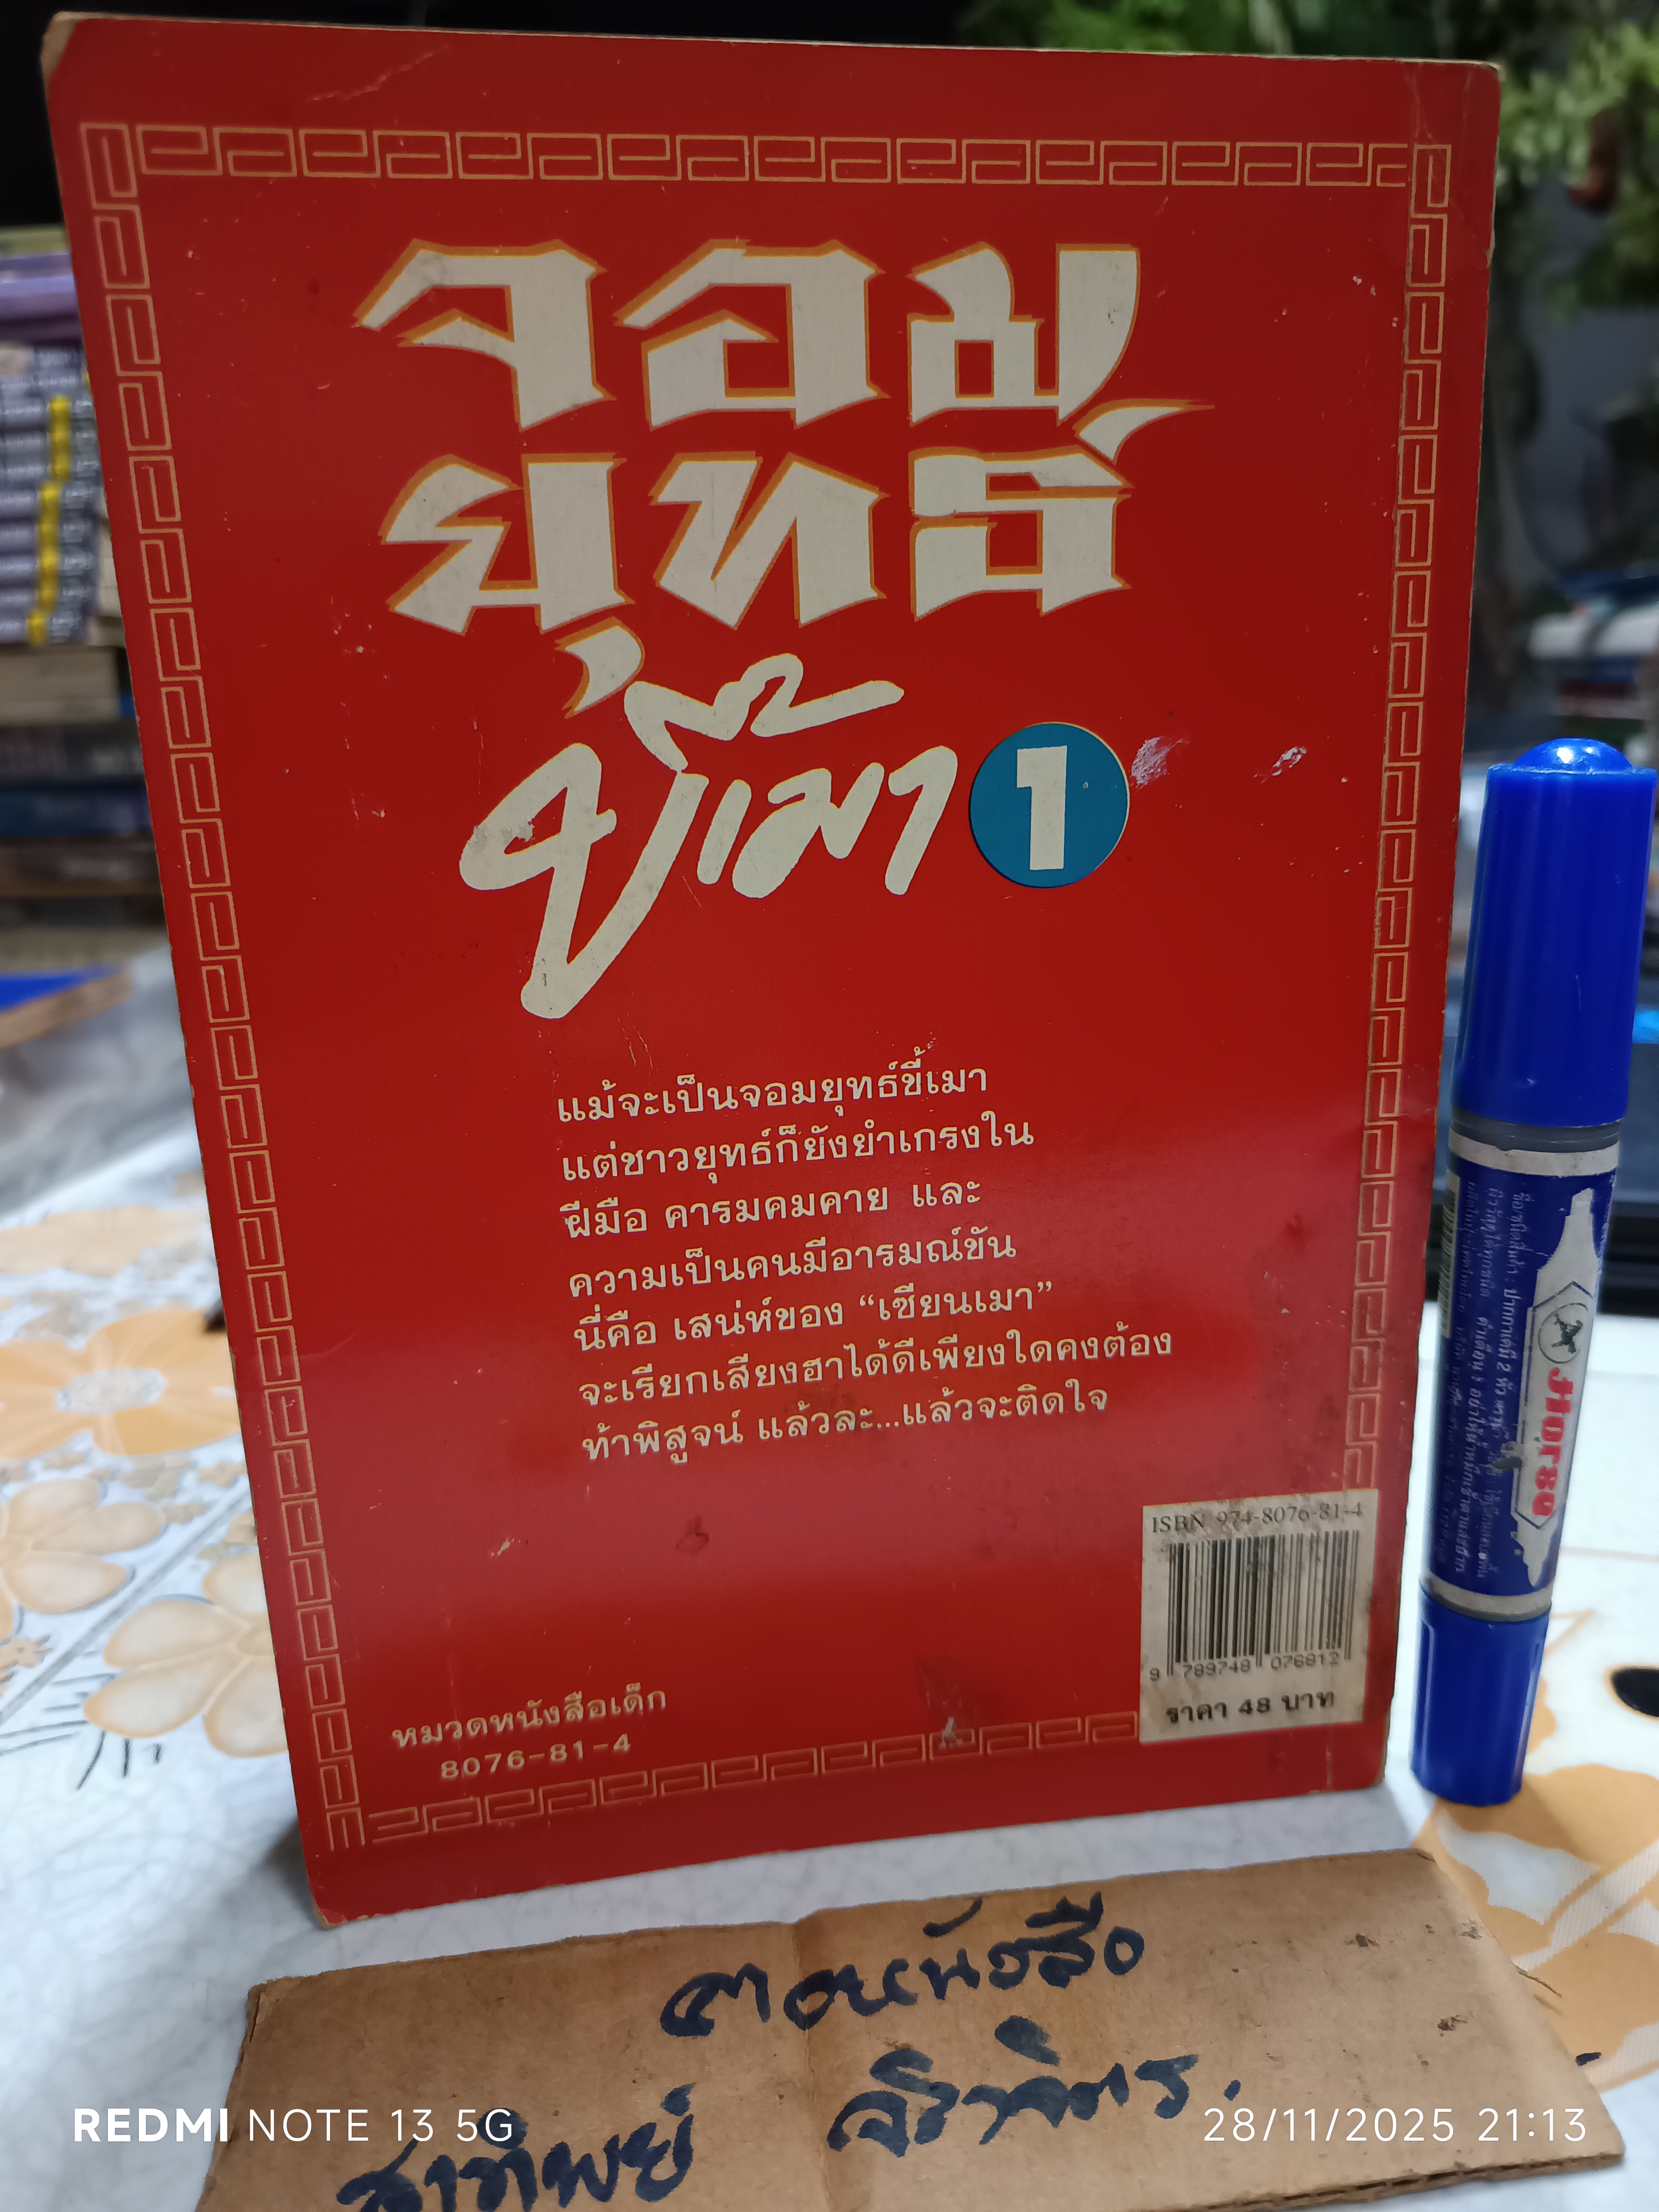 จอม
ยุทธ์
ขี้เมา 1
แม้จะเป็นจอมยุทธ์ขี้เมา
แต่ชาวยุทธ์ก็ยังยำเกรงใน
ฝีมือ คารมคมคาย และ
ความเป็นคนมีอารมณ์ขัน
นี่คือ เสน่ห์ของ “เซียนเมา”
จะเรียกเสียงฮาได้ดีเพียงใดคงต้อง
ท้าพิสูจน์ แล้วละ...แล้วจะติดใจ
ISBN 974-8076-81-4
9 789748 076812
ราคา 48 บาท
หมวดหนังสือเด็ก
8076-81-4
Horse
REDMI NOTE 13 5G
28/11/2025 21:13